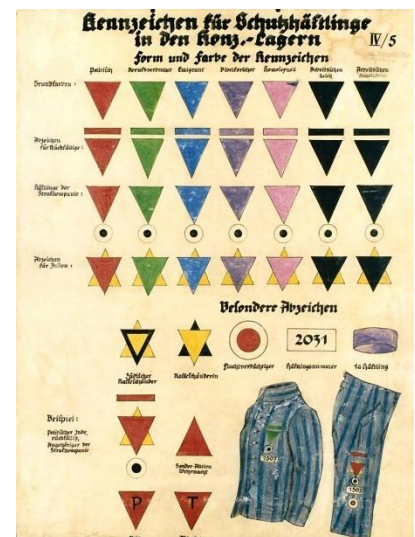 Kennzeichen für Schutzhäftlinge
in den Konz.-Lagern IV/5
Form und Farbe der Kennzeichen
Politisch Berufsverbrecher Emigrant Bibelforscher Homosexuell
Grundfarben:
Abzeichen
für Rückfällige:
Häftlinge der
Strafkompanie:
Abzeichen
für Juden:
Besondere Abzeichen
2031
Jüdischer
Rasseschänder Rasseschänderin Fluchtverdächtiger Häftlingsnummer
Beispiel:
Politischer Jude,
rückfällig,
Angehöriger der
Strafkompanie
Sonder-Aktion
Wehrmacht
P T